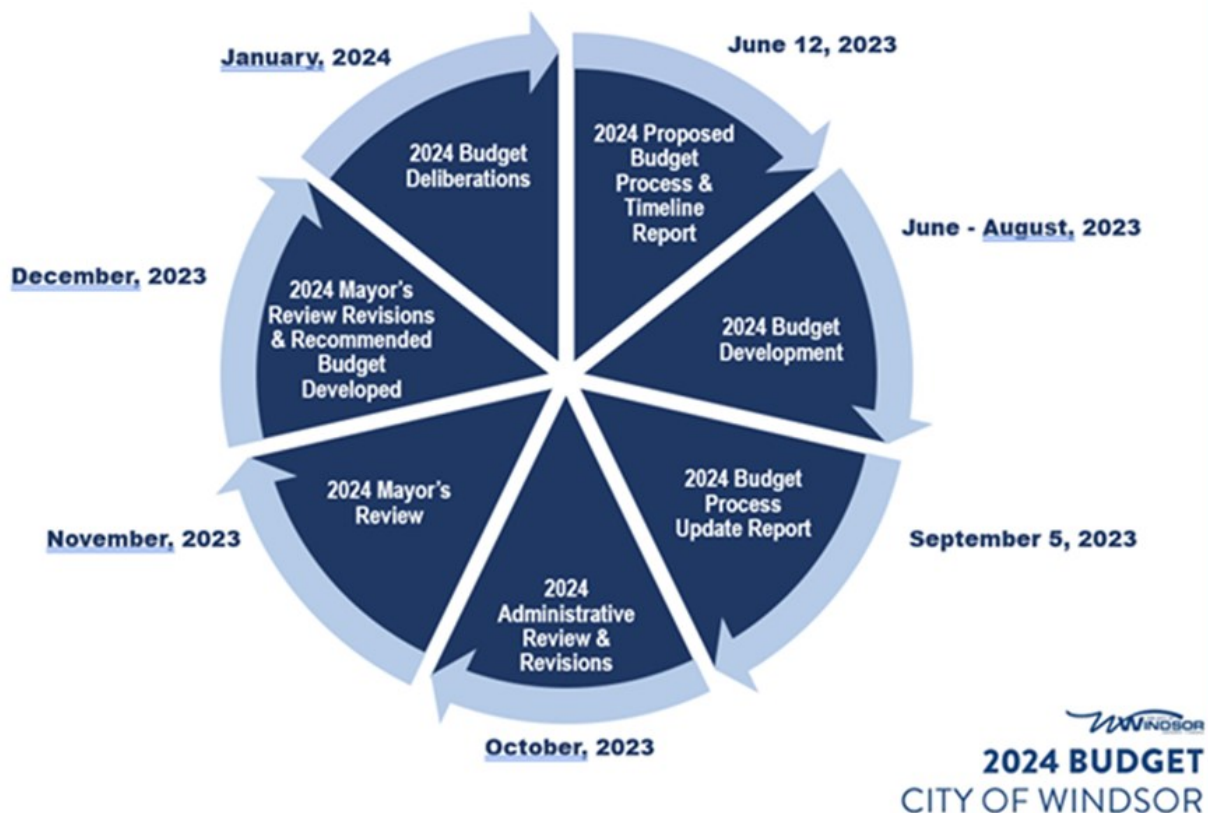 June 12, 2023
2024 Proposed
Budget
Process &
Timeline
Report
June - August, 2023
2024 Budget
Development
September 5, 2023
2024 Budget
Process
Update Report
October, 2023
2024
Administrative
Review &
Revisions
November, 2023
2024 Mayor's
Review
December, 2023
2024 Mayor's
Review Revisions
& Recommended
Budget
Developed
January, 2024
2024 Budget
Deliberations
WINDSOR
2024 BUDGET
CITY OF WINDSOR